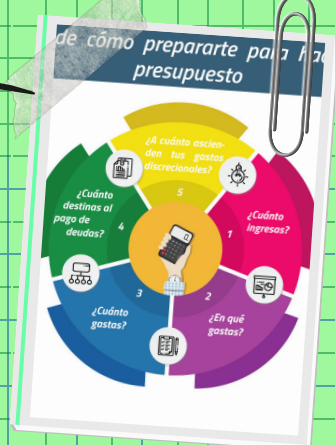 de cómo prepararte para
presupuesto
¿A cuánto ascien-
den tus gastos
discrecionales?
5
¿Cuánto
ingresas?
1
2
¿En qué
gastas?
3
¿Cuánto
gastas?
4
¿Cuánto
destinas al
pago de
deudas?